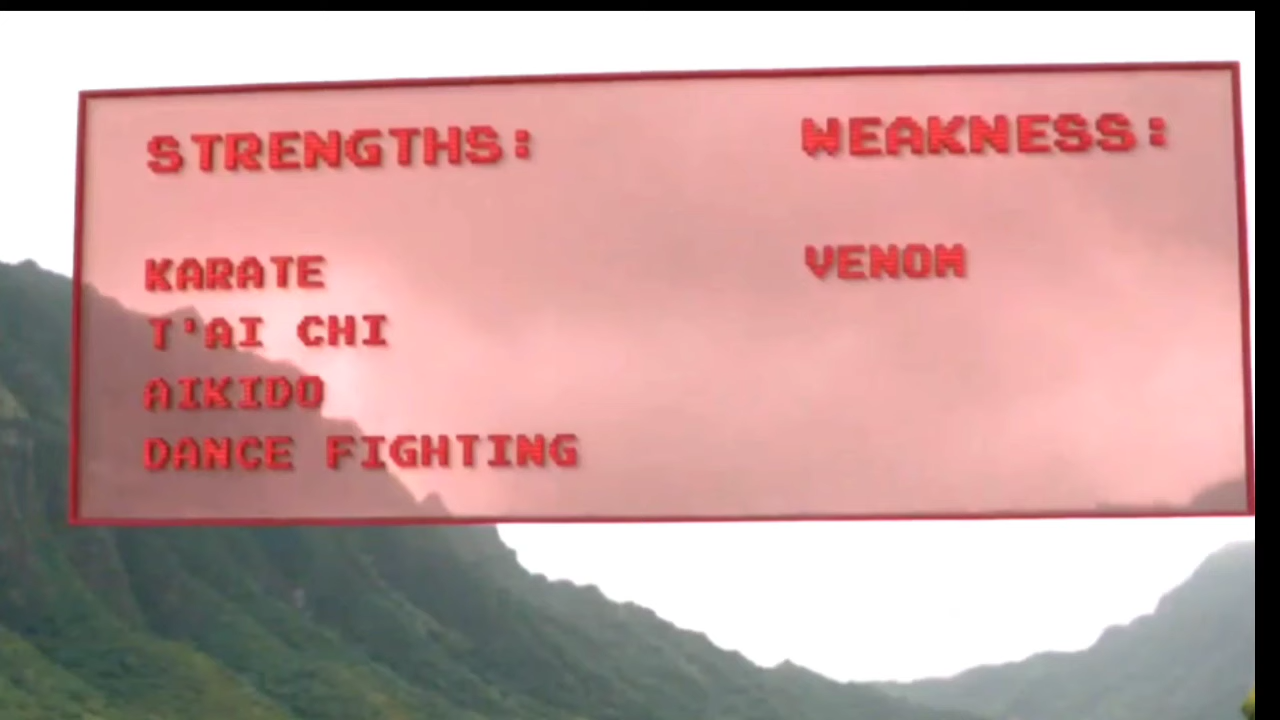 STRENGTHS:
KARATE
T'AI CHI
AIKIDO
DANCE FIGHTING
WEAKNESS:
VENOM